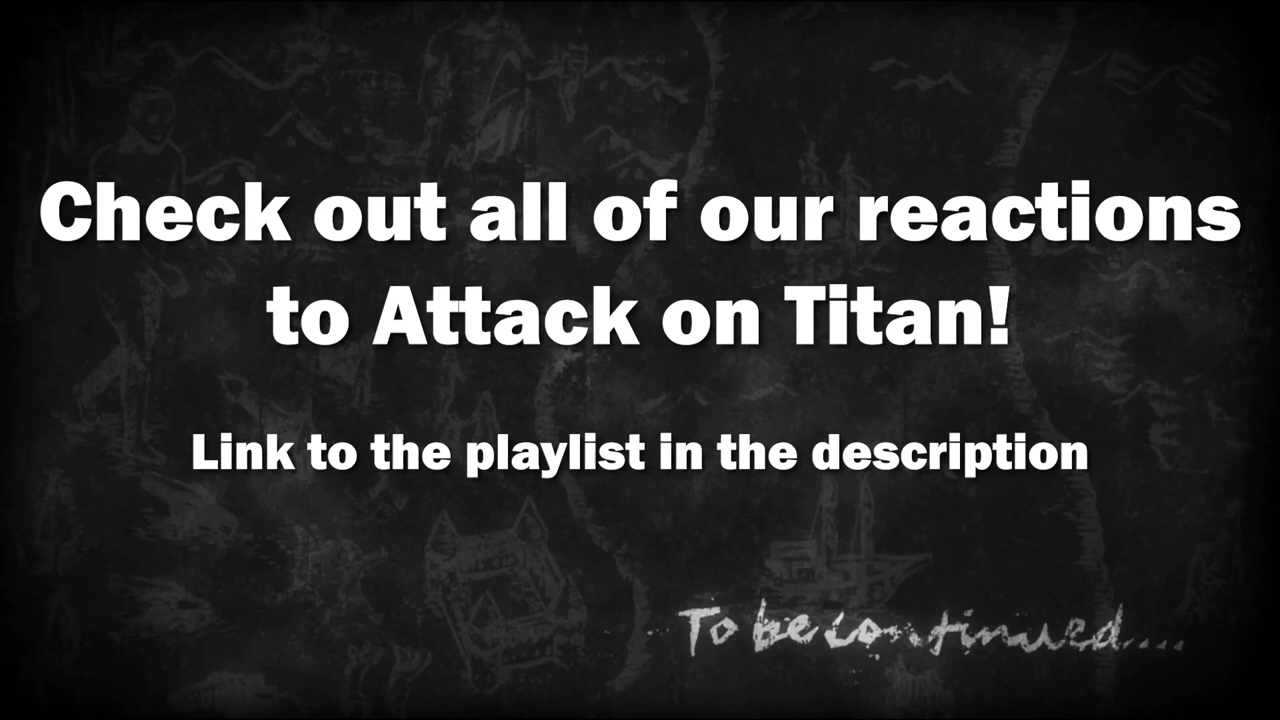 Check out all of our reactions
to Attack on Titan!
Link to the playlist in the description
To be continued....